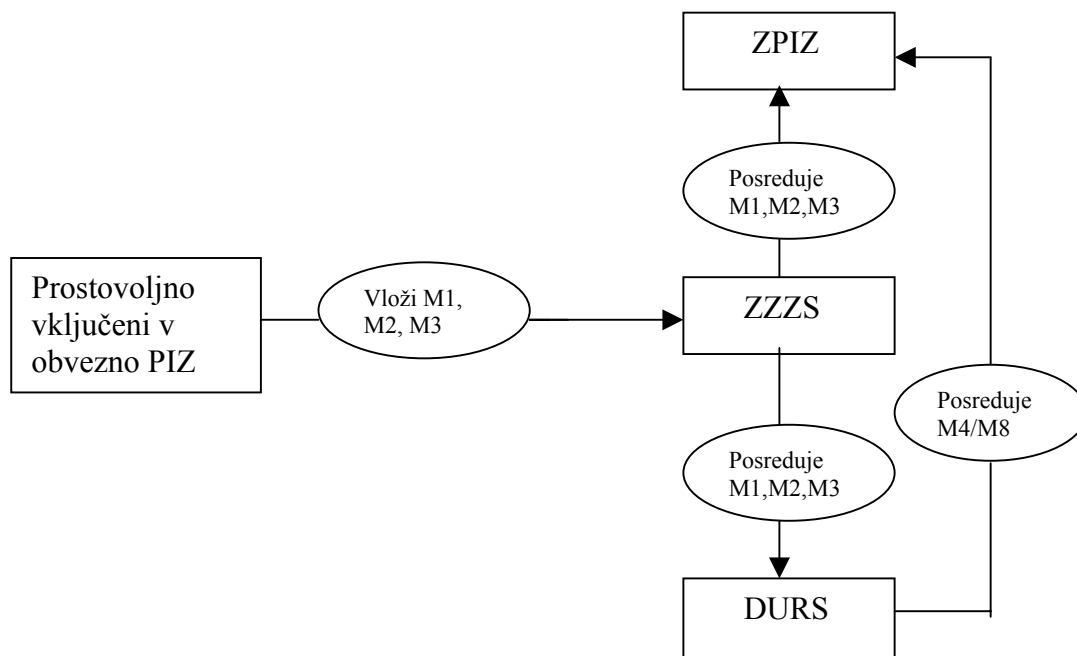 ZPIZ
Posreduje
M1,M2,M3
Prostovoljno
vključeni v
obvezno PIZ
Vloži M1,
M2, M3
ZZZS
Posreduje
M4/M8
Posreduje
M1,M2,M3
DURS